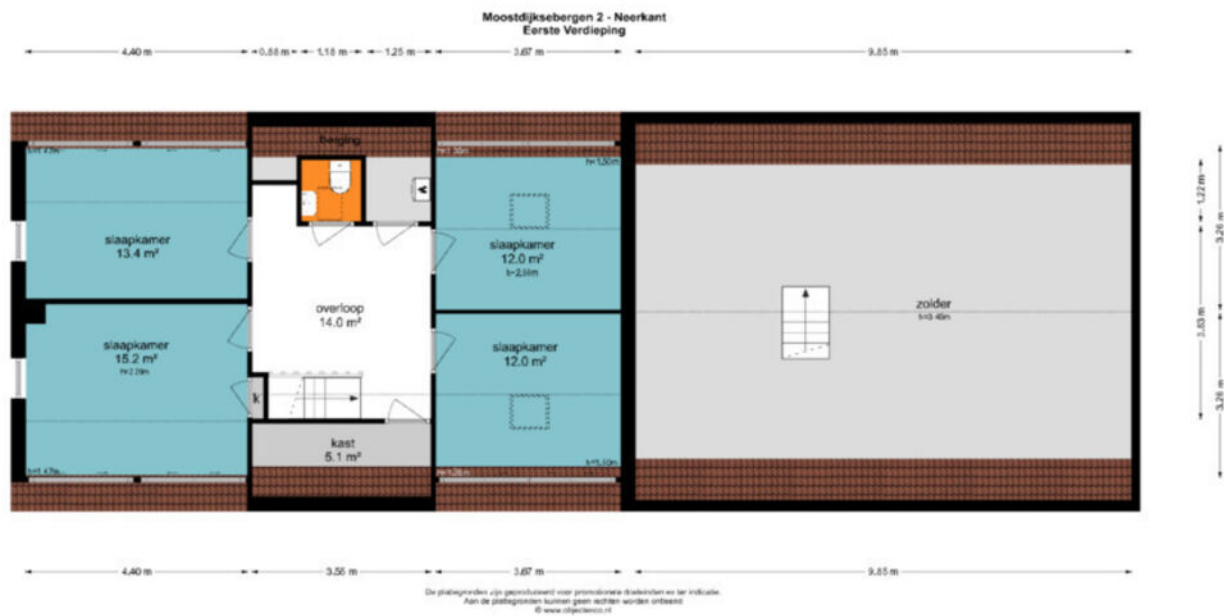 Moostdijksebergen 2 - Neerkant
Eerste Verdieping
4.40 m 0.88 m 1.18 m 1.25 m 3.67 m 9.85 m
berging
slaapkamer
13.4 m²
slaapkamer
12.0 m²
overloop
14.0 m²
zolder
slaapkamer
15.2 m²
slaapkamer
12.0 m²
k
kast
5.1 m²
1.22 m
3.26 m
3.83 m
3.26 m
4.40 m 3.55 m 3.67 m 9.85 m
De plattegronden zijn geproduceerd voor promotionele doeleinden en ter indicatie.
Aan de plattegronden kunnen geen rechten worden ontleend
© www.objectenco.nl